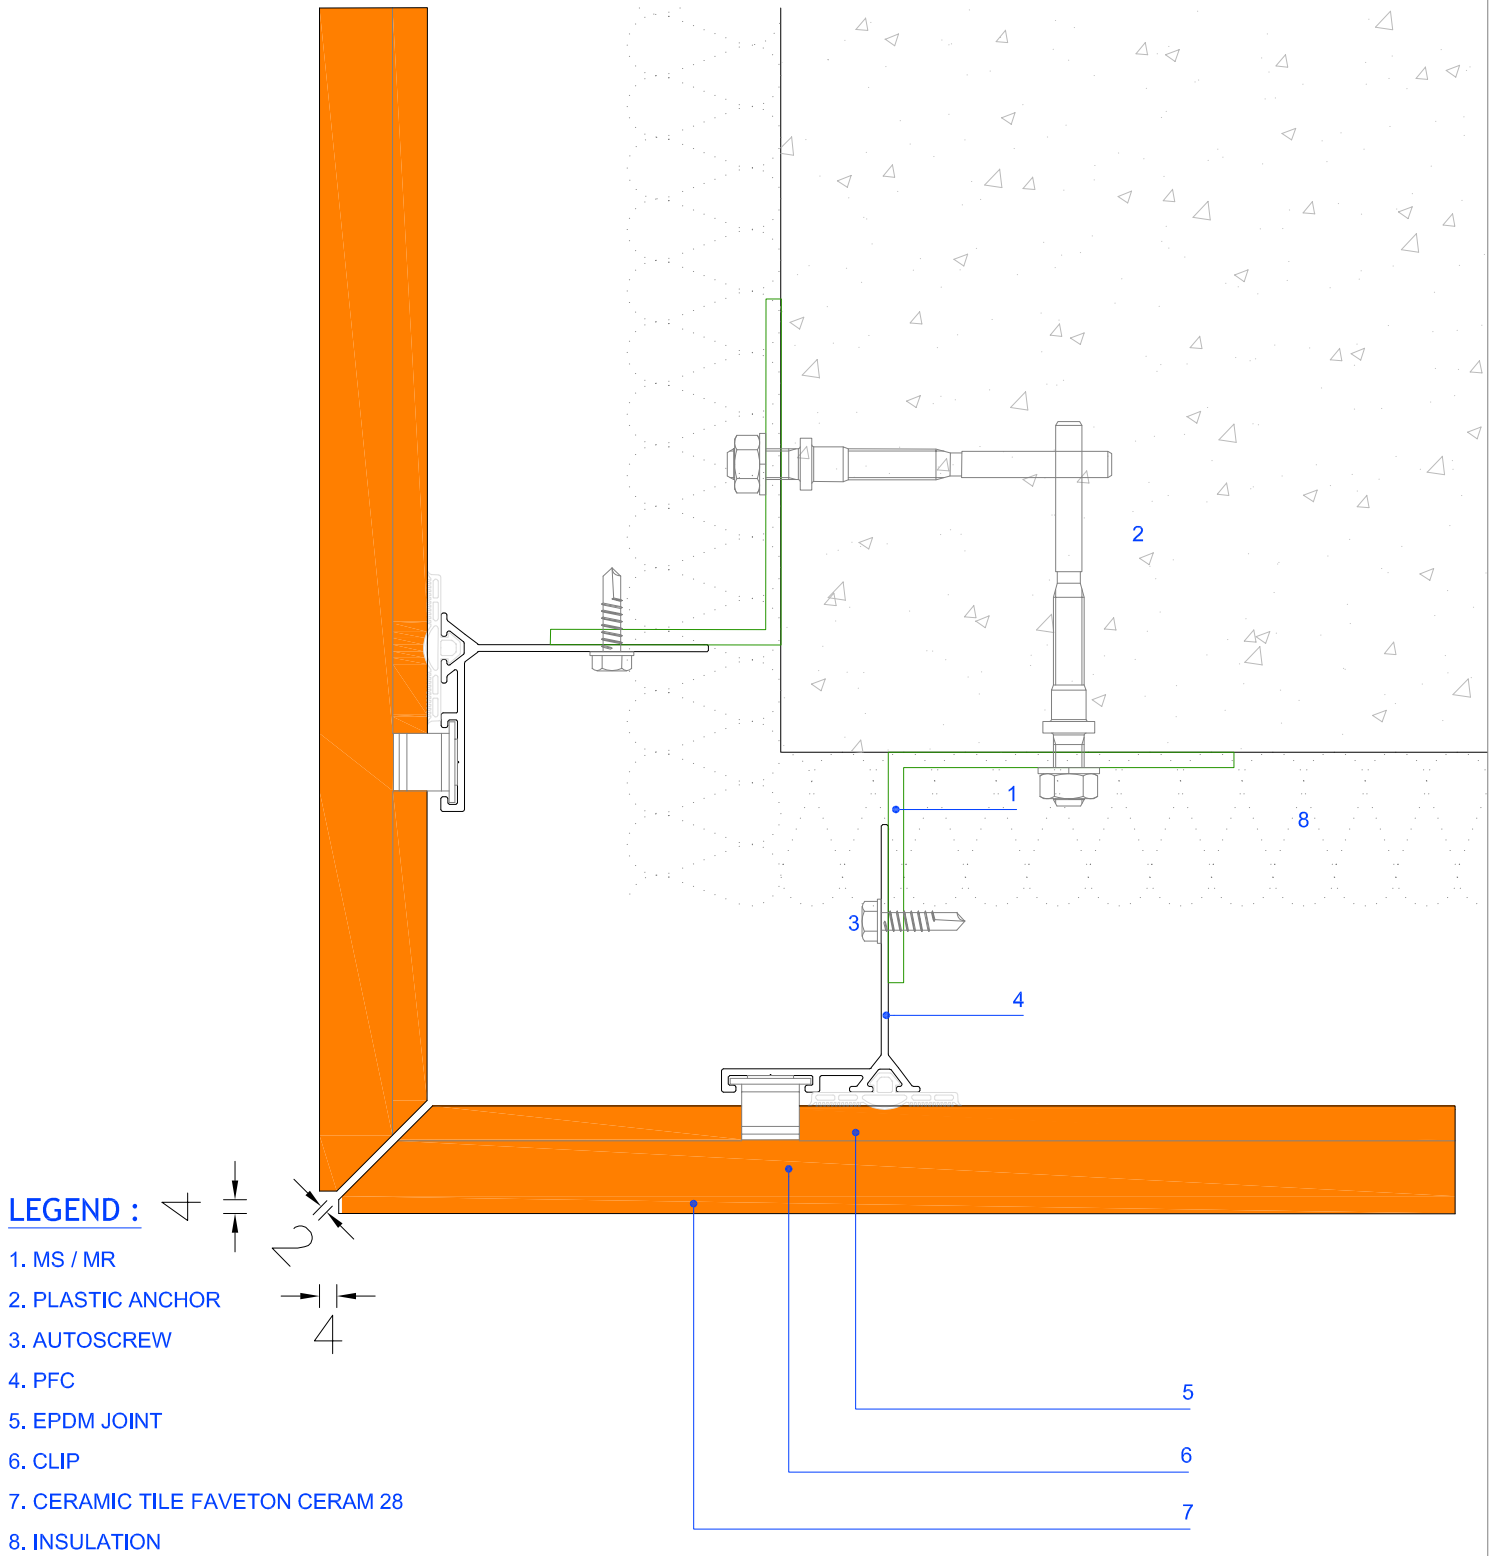 2
1
8
3
4
LEGEND :
4
2
4
1. MS / MR
2. PLASTIC ANCHOR
3. AUTOSCREW
4. PFC
5. EPDM JOINT
6. CLIP
7. CERAMIC TILE FAVETON CERAM 28
8. INSULATION
5
6
7